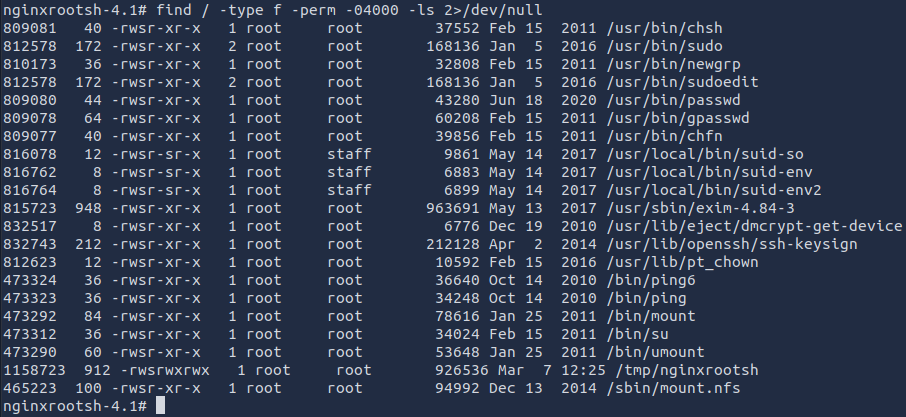 nginxrootsh-4.1# find / -type f -perm -04000 -ls 2>/dev/null
809081 40 -rwsr-xr-x 1 root root 37552 Feb 15 2011 /usr/bin/chsh
812578 172 -rwsr-xr-x 2 root root 168136 Jan 5 2016 /usr/bin/sudo
810173 36 -rwsr-xr-x 1 root root 32808 Feb 15 2011 /usr/bin/newgrp
812578 172 -rwsr-xr-x 2 root root 168136 Jan 5 2016 /usr/bin/sudoedit
809080 44 -rwsr-xr-x 1 root root 43280 Jun 18 2020 /usr/bin/passwd
809078 64 -rwsr-xr-x 1 root root 60208 Feb 15 2011 /usr/bin/gpasswd
809077 40 -rwsr-xr-x 1 root root 39856 Feb 15 2011 /usr/bin/chfn
816078 12 -rwsr-sr-x 1 root staff 9861 May 14 2017 /usr/local/bin/suid-so
816762 8 -rwsr-sr-x 1 root staff 6883 May 14 2017 /usr/local/bin/suid-env
816764 8 -rwsr-sr-x 1 root staff 6899 May 14 2017 /usr/local/bin/suid-env2
815723 948 -rwsr-xr-x 1 root root 963691 May 13 2017 /usr/sbin/exim-4.84-3
832517 8 -rwsr-xr-x 1 root root 6776 Dec 19 2010 /usr/lib/eject/dmcrypt-get-device
832743 212 -rwsr-xr-x 1 root root 212128 Apr 2 2014 /usr/lib/openssh/ssh-keysign
812623 12 -rwsr-xr-x 1 root root 10592 Feb 15 2016 /usr/lib/pt_chown
473324 36 -rwsr-xr-x 1 root root 36640 Oct 14 2010 /bin/ping6
473323 36 -rwsr-xr-x 1 root root 34248 Oct 14 2010 /bin/ping
473292 84 -rwsr-xr-x 1 root root 78616 Jan 25 2011 /bin/mount
473312 36 -rwsr-xr-x 1 root root 34024 Feb 15 2011 /bin/su
473290 60 -rwsr-xr-x 1 root root 53648 Jan 25 2011 /bin/umount
1158723 912 -rwsrwxrwx 1 root root 926536 Mar 7 12:25 /tmp/nginxrootsh
465223 100 -rwsr-xr-x 1 root root 94992 Dec 13 2014 /sbin/mount.nfs
nginxrootsh-4.1#